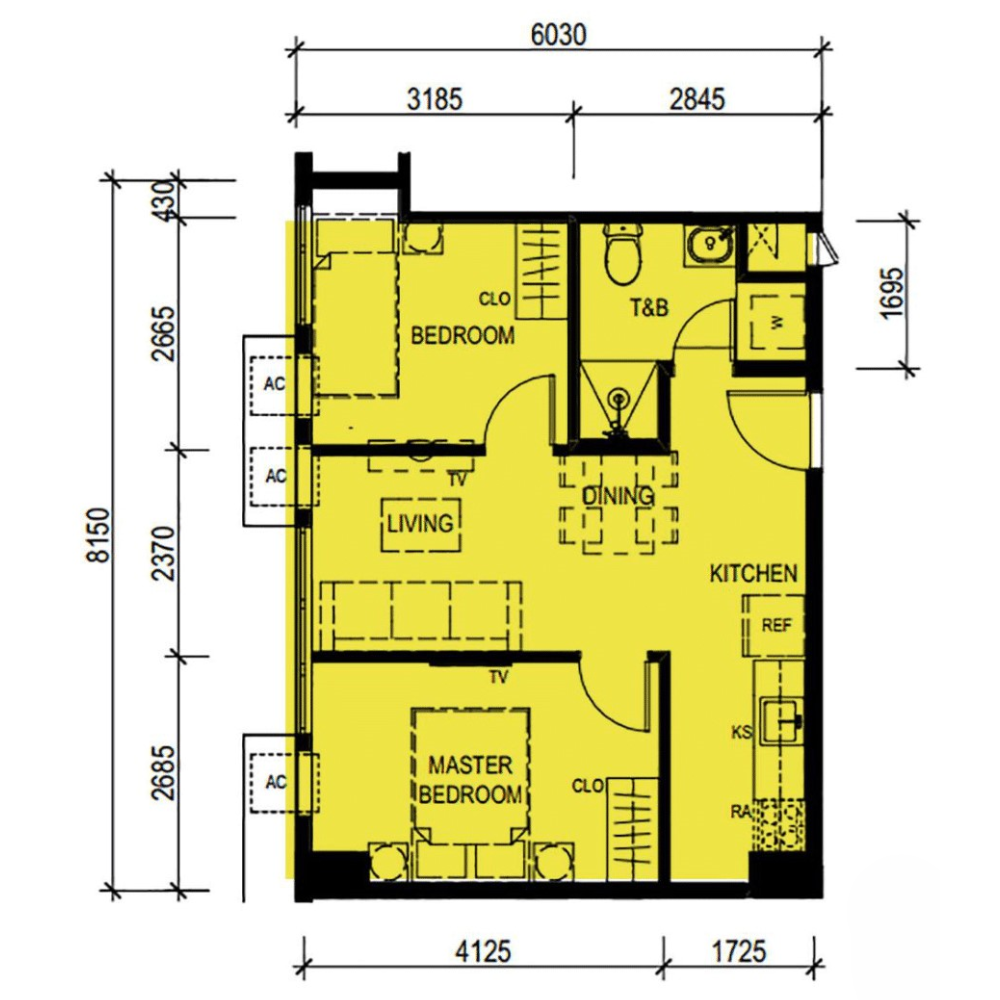 6030
3185
2845
430
2665
2370
2685
8150
1695
CLO
BEDROOM
T&B
W
AC
AC
TV
LIVING
DINING
KITCHEN
REF
TV
KS
MASTER
BEDROOM
CLO
AC
RA
4125
1725